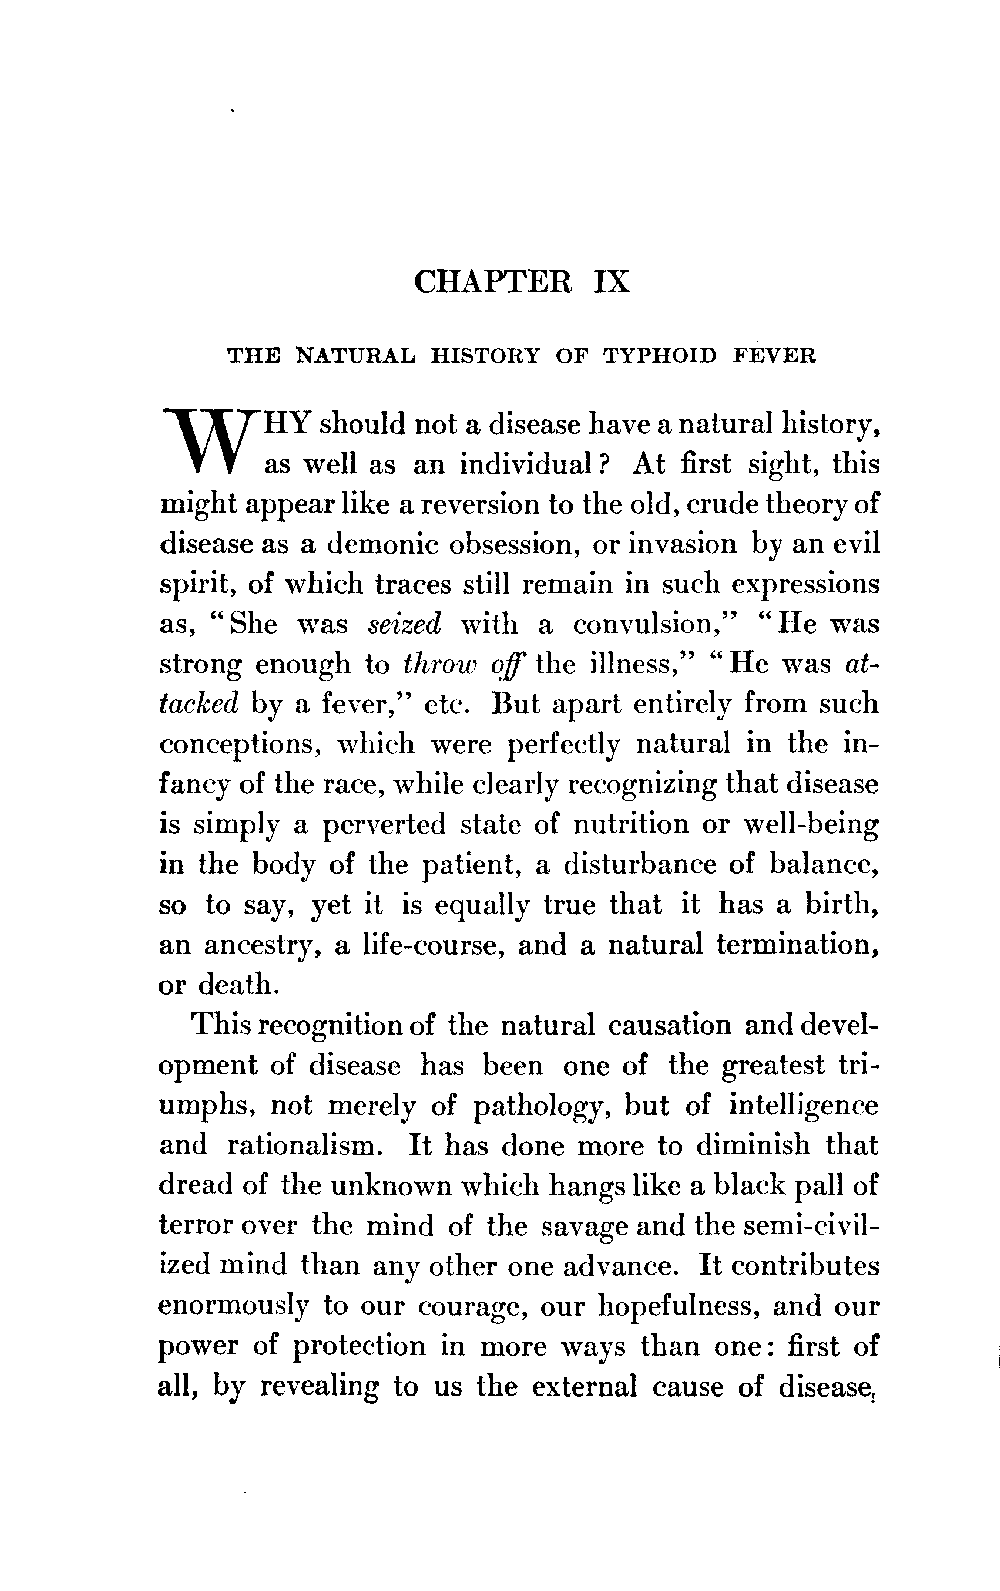 CHAPTER IX
THE NATURAL HISTORY OF TYPHOID FEVER
WHY should not a disease have a natural history,
as well as an individual? At first sight, this
might appear like a reversion to the old, crude theory of
disease as a demonic obsession, or invasion by an evil
spirit, of which traces still remain in such expressions
as, "She was seized with a convulsion," "He was
strong enough to throw off the illness," "He was at-
tacked by a fever," etc. But apart entirely from such
conceptions, which were perfectly natural in the in-
fancy of the race, while clearly recognizing that disease
is simply a perverted state of nutrition or well-being
in the body of the patient, a disturbance of balance,
so to say, yet it is equally true that it has a birth,
an ancestry, a life-course, and a natural termination,
or death.
This recognition of the natural causation and devel-
opment of disease has been one of the greatest tri-
umphs, not merely of pathology, but of intelligence
and rationalism. It has done more to diminish that
dread of the unknown which hangs like a black pall of
terror over the mind of the savage and the semi-civil-
ized mind than any other one advance. It contributes
enormously to our courage, our hopefulness, and our
power of protection in more ways than one: first of
all, by revealing to us the external cause of disease,